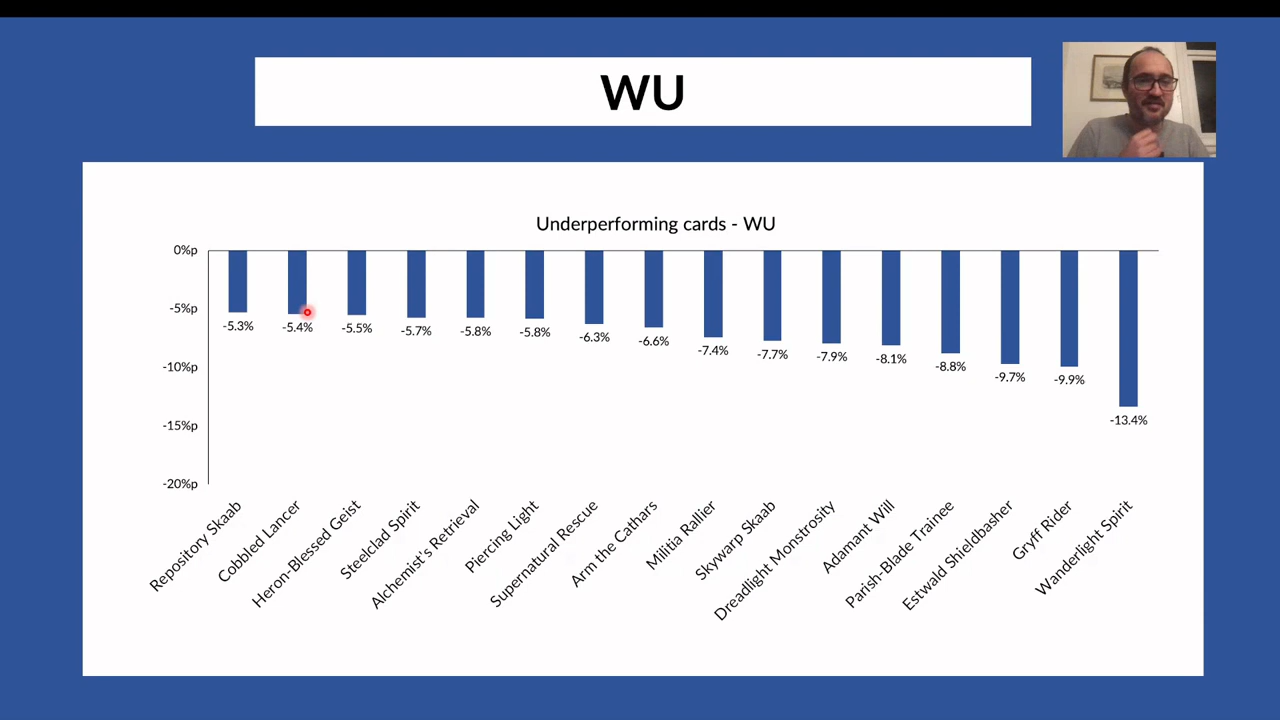 WU
Underperforming cards - WU
0%p
-5%p
-10%p
-15%p
-20%p
-5.3%
-5.4%
-5.5%
-5.7%
-5.8%
-5.8%
-6.3%
-6.6%
-7.4%
-7.7%
-7.9%
-8.1%
-8.8%
-9.7%
-9.9%
-13.4%
Repository Skaab
Cobbled Lancer
Heron-Blessed Geist
Steelclad Spirit
Alchemist's Retrieval
Piercing Light
Supernatural Rescue
Arm the Cathars
Militia Rallier
Skywarp Skaab
Dreadlight Monstrosity
Adamant Will
Parish-Blade Trainee
Estwald Shieldbasher
Gryff Rider
Wanderlight Spirit